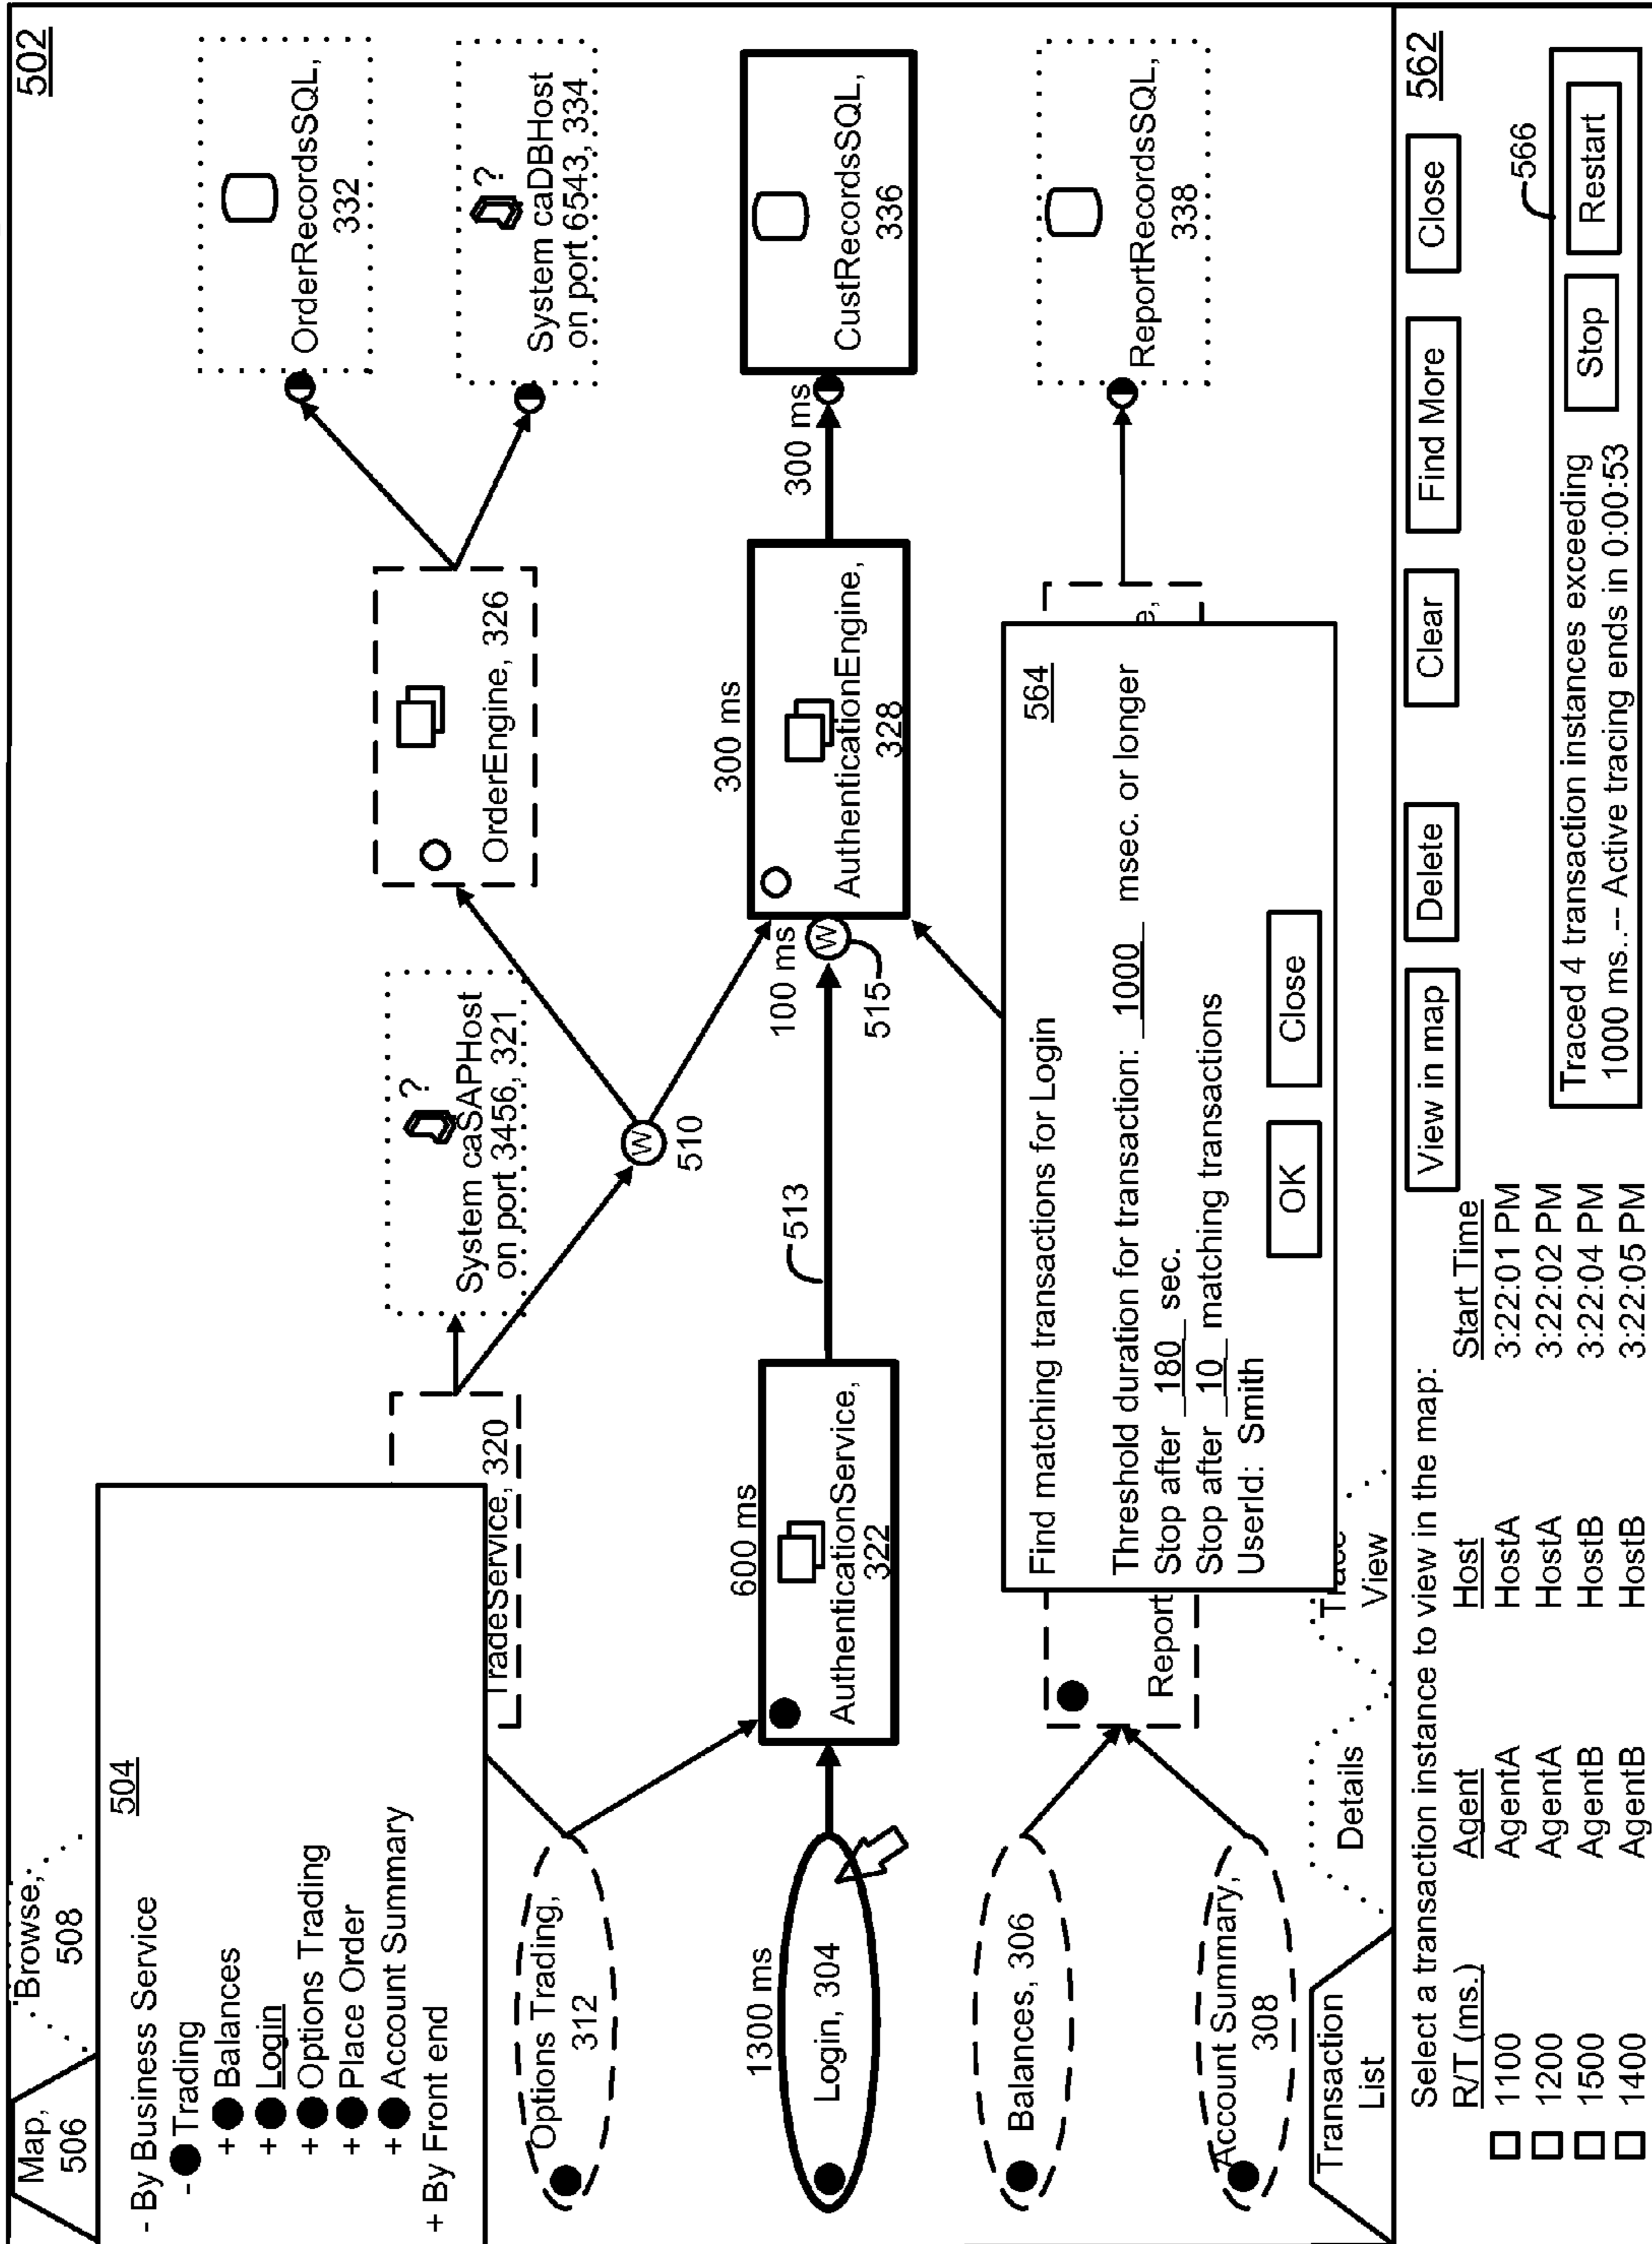 502
Map,
506
Browse,
508
504
- By Business Service
- Trading
+ Balances
+ Login
+ Options Trading
+ Place Order
+ Account Summary
+ By Front end
TradeService, 320
?
System caSAPHost
on port 3456, 321
W
510
OrderEngine, 326
OrderRecordsSQL,
332
?
System caDBHost
on port 6543, 334
Options Trading,
312
1300 ms
Login, 304
600 ms
AuthenticationService,
322
513
100 ms
W
515
300 ms
AuthenticationEngine,
328
300 ms
CustRecordsSQL,
336
Balances, 306
Account Summary,
308
Report
e,
ReportRecordsSQL,
338
564
Find matching transactions for Login
Threshold duration for transaction: _1000_ msec. or longer
Stop after _180_ sec.
Stop after _10_ matching transactions
UserId: Smith
OK
Close
Transaction
List
Details
Trace
View
562
Select a transaction instance to view in the map:
View in map
Delete
Clear
Find More
Close
R/T (ms.) Agent Host Start Time
1100 AgentA HostA 3:22:01 PM
1200 AgentA HostA 3:22:02 PM
1500 AgentB HostB 3:22:04 PM
1400 AgentB HostB 3:22:05 PM
566
Traced 4 transaction instances exceeding
1000 ms..-- Active tracing ends in 0:00:53
Stop
Restart